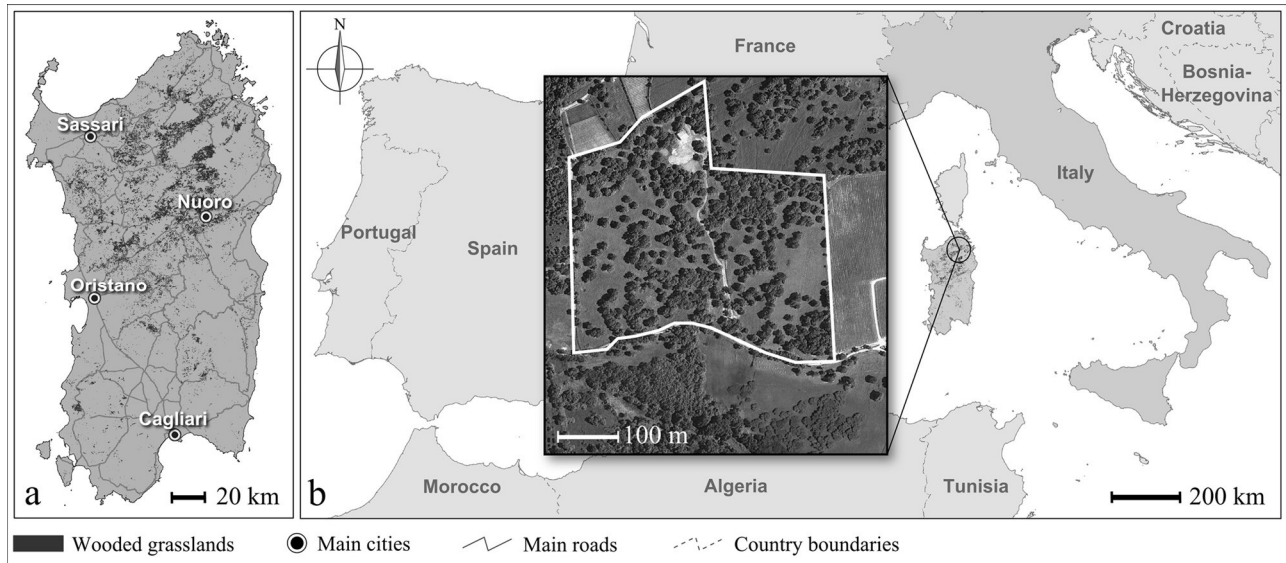 Sassari
Nuoro
Oristano
Cagliari
a
20 km
N
France
Croatia
Bosnia-
Herzegovina
Italy
Portugal
Spain
100 m
Morocco
Algeria
Tunisia
b
200 km
Wooded grasslands
Main cities
Main roads
Country boundaries